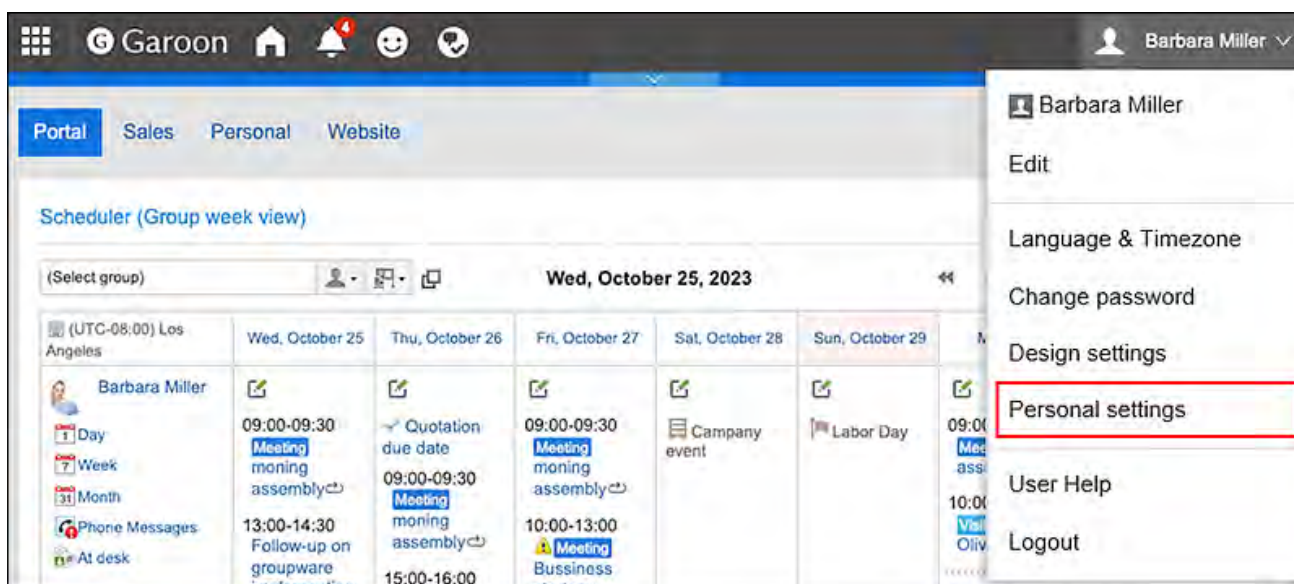 Garoon 4 Barbara Miller
Portal Sales Personal Website
Scheduler (Group week view)
(Select group) Wed, October 25, 2023
(UTC-08:00) Los
Angeles
Wed, October 25 Thu, October 26 Fri, October 27 Sat, October 28 Sun, October 29
Barbara Miller
Day
Week
Month
Phone Messages
At desk
09:00-09:30
Meeting
moning
assembly
13:00-14:30
Follow-up on
groupware
Quotation
due date
09:00-09:30
Meeting
moning
assembly
15:00-16:00
09:00-09:30
Meeting
moning
assembly
10:00-13:00
Meeting
Bussiness
Campany
event
Labor Day
Barbara Miller
Edit
Language & Timezone
Change password
Design settings
Personal settings
User Help
Logout